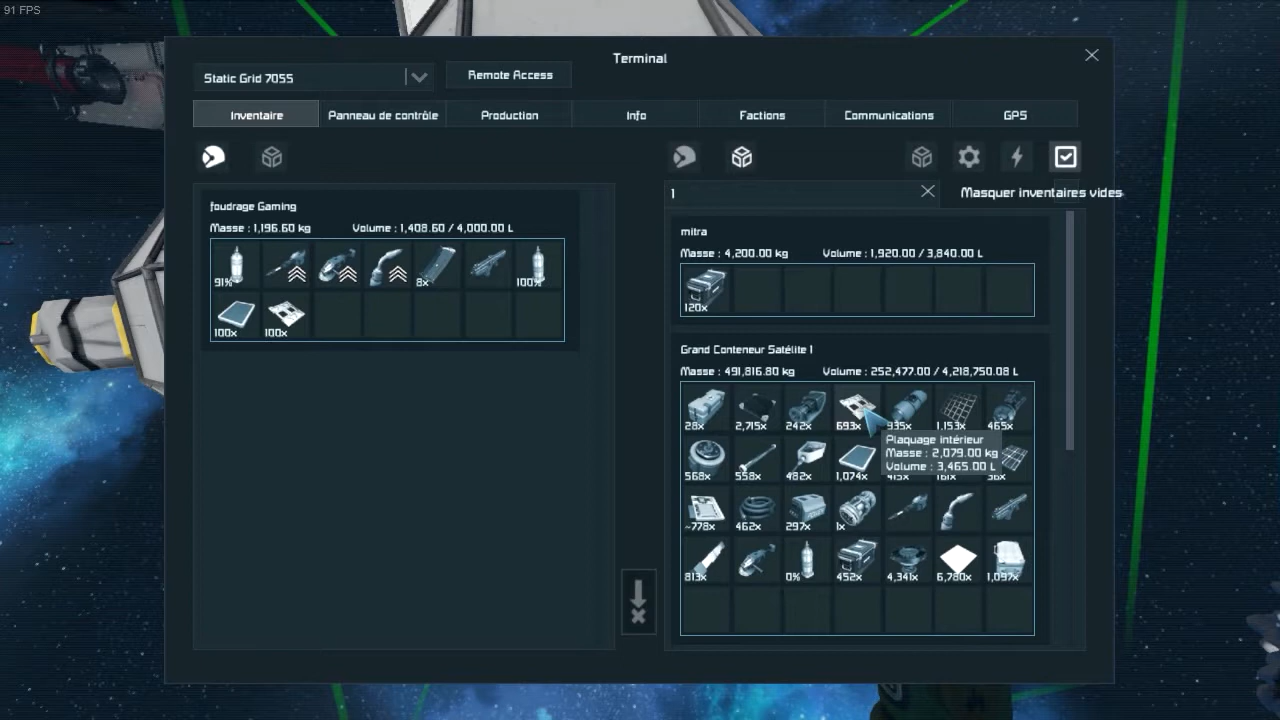 91 FPS
Terminal
Static Grid 7055
Remote Access
Inventaire
Panneau de contrôle
Production
Info
Factions
Communications
GPS
1
Masquer inventaires vides
foudrage Gaming
Masse : 1,196.60 kg Volume : 1,408.60 / 4,000.00 L
91% 8x 100%
100x 100x
mitra
Masse : 4,200.00 kg Volume : 1,920.00 / 3,840.00 L
120x
Grand Conteneur Satélite 1
Masse : 491,816.80 kg Volume : 252,477.00 / 4,218,750.08 L
28x 2,715x 242x 693x 935x 1,153x 465x
Plaquage intérieur
Masse : 2,079.00 kg
Volume : 3,465.00 L
568x 558x 482x 1,074x
~778x 462x 297x 1x
813x 0% 452x 4,341x 6,780x 1,097x